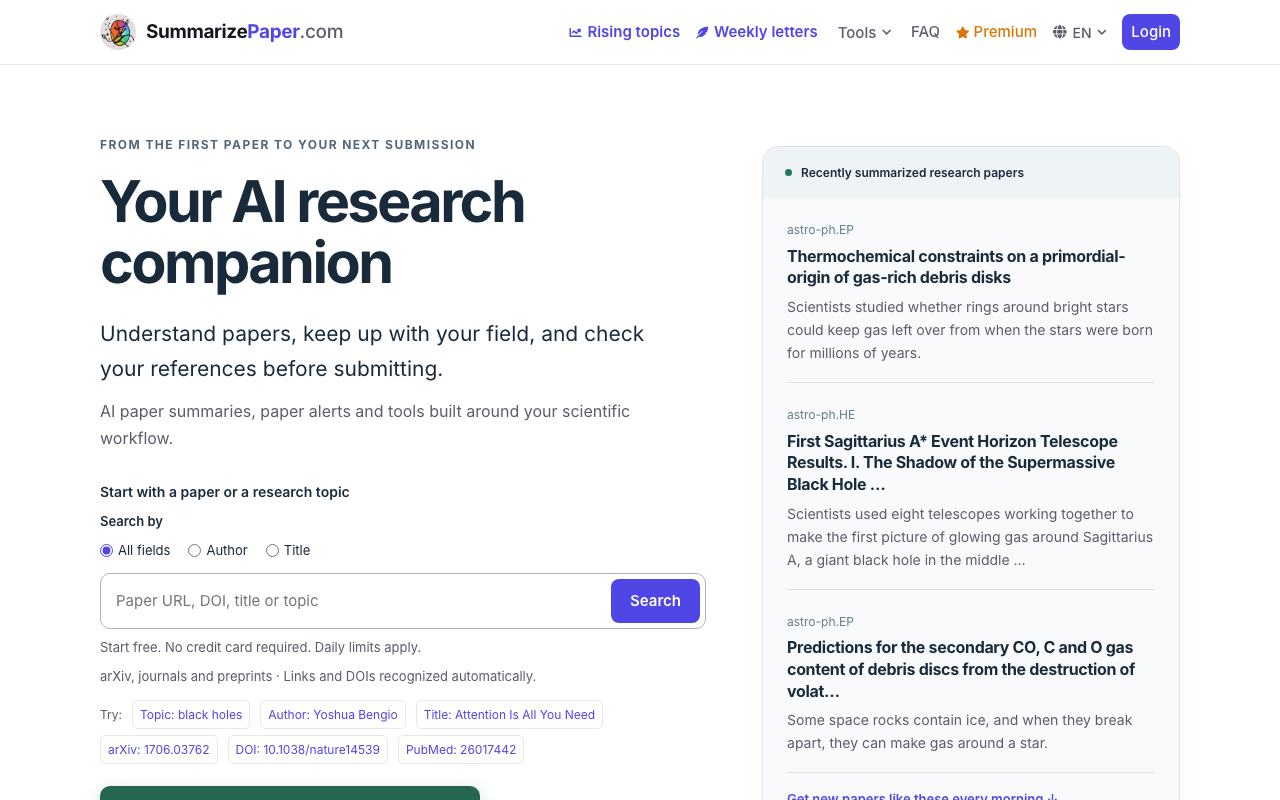 SummarizePaper.com
Rising topics
Weekly letters
Tools
FAQ
Premium
EN
Login
FROM THE FIRST PAPER TO YOUR NEXT SUBMISSION
Your AI research
companion
Understand papers, keep up with your field, and check
your references before submitting.
AI paper summaries, paper alerts and tools built around your scientific
workflow.
Start with a paper or a research topic
Search by
All fields
Author
Title
Paper URL, DOI, title or topic
Search
Start free. No credit card required. Daily limits apply.
arXiv, journals and preprints · Links and DOIs recognized automatically.
Try:
Topic: black holes
Author: Yoshua Bengio
Title: Attention Is All You Need
arXiv: 1706.03762
DOI: 10.1038/nature14539
PubMed: 26017442
Recently summarized research papers
astro-ph.EP
Thermochemical constraints on a primordial-
origin of gas-rich debris disks
Scientists studied whether rings around bright stars
could keep gas left over from when the stars were born
for millions of years.
astro-ph.HE
First Sagittarius A* Event Horizon Telescope
Results. I. The Shadow of the Supermassive
Black Hole ...
Scientists used eight telescopes working together to
make the first picture of glowing gas around Sagittarius
A, a giant black hole in the middle ...
astro-ph.EP
Predictions for the secondary CO, C and O gas
content of debris discs from the destruction of
volat...
Some space rocks contain ice, and when they break
apart, they can make gas around a star.
Get new papers like these every morning ↓